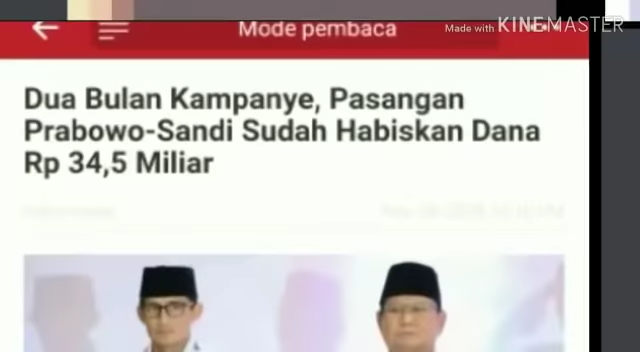 Mode pembaca
Made with KINEMASTER
Dua Bulan Kampanye, Pasangan
Prabowo-Sandi Sudah Habiskan Dana
Rp 34,5 Miliar